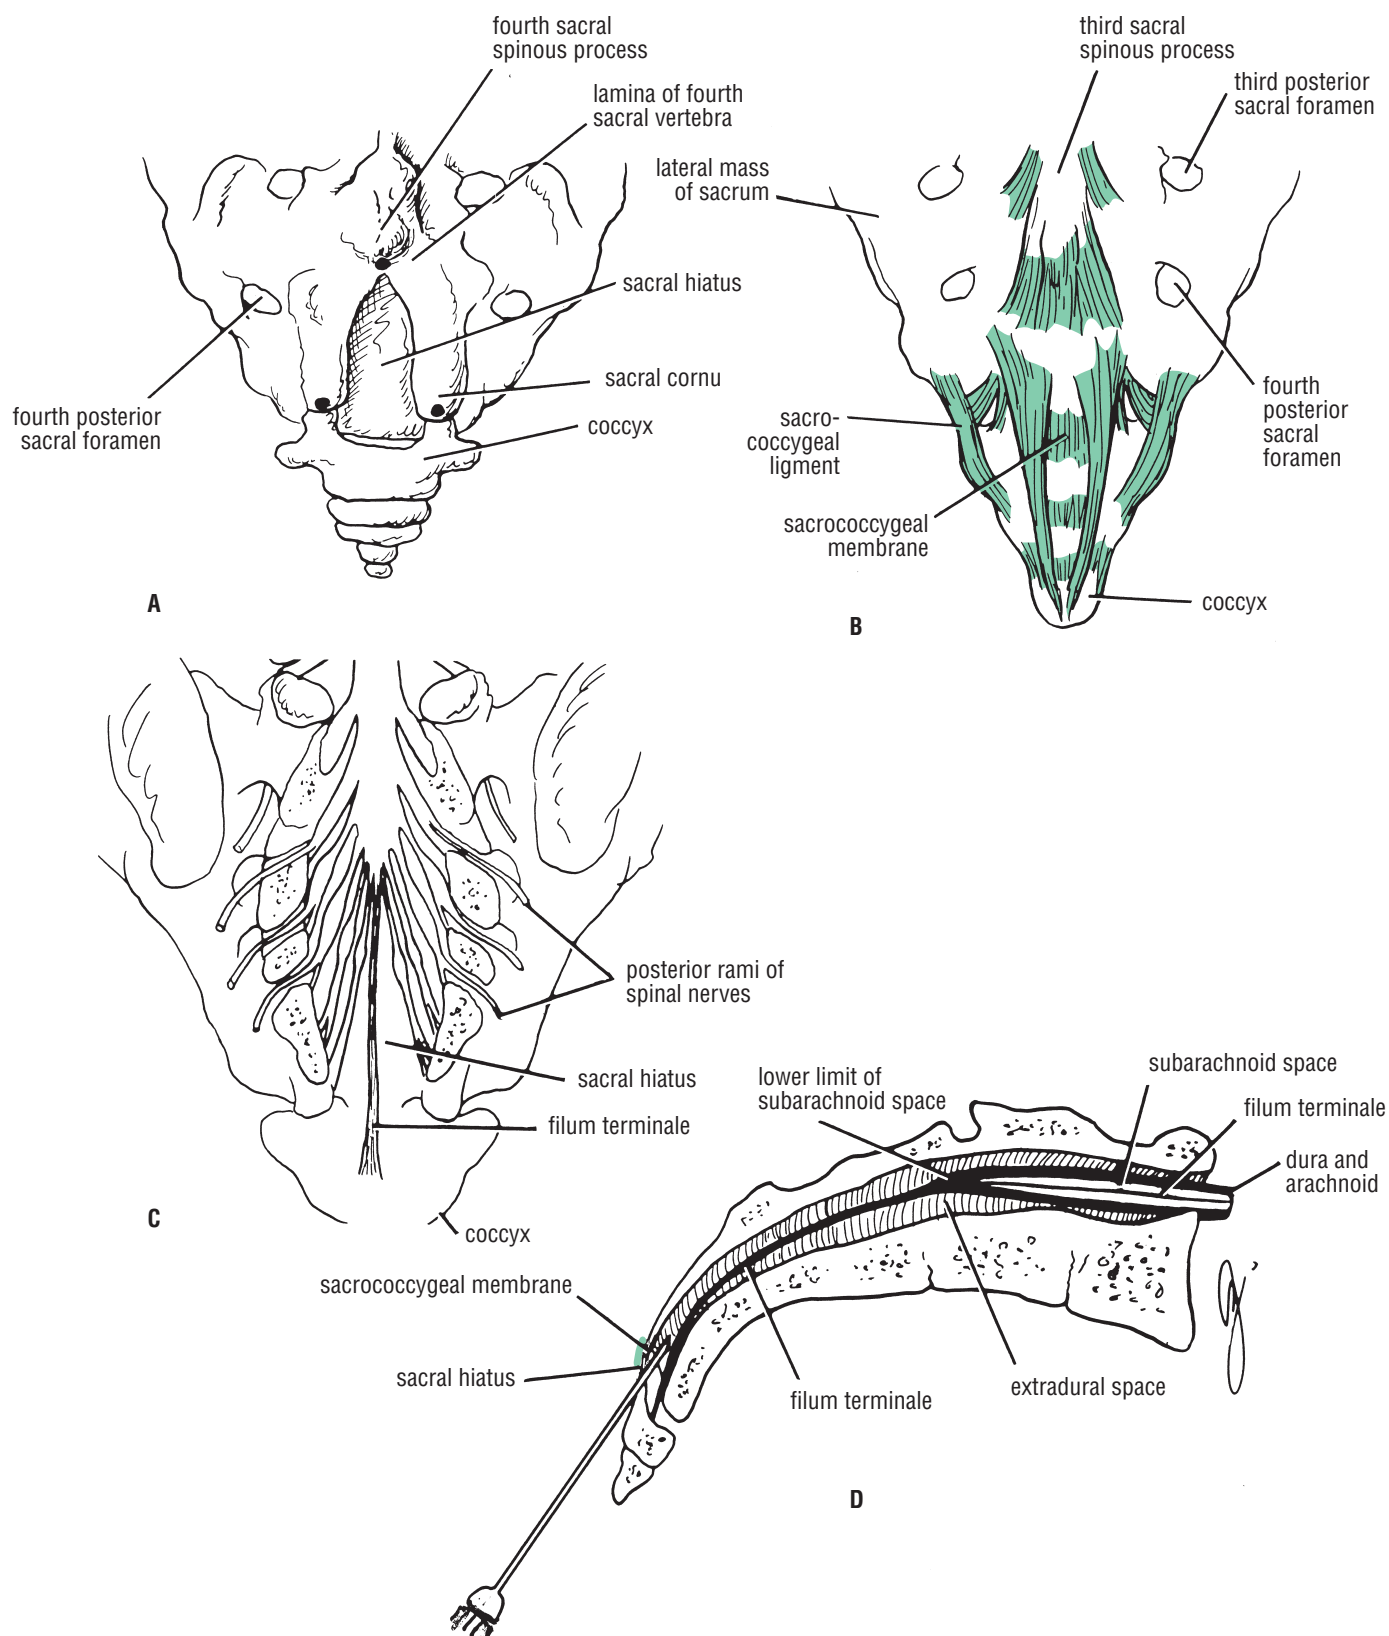 fourth sacral
spinous process
lamina of fourth
sacral vertebra
sacral hiatus
sacral cornu
coccyx
fourth posterior
sacral foramen
A
third sacral
spinous process
third posterior
sacral foramen
lateral mass
of sacrum
sacro-
coccygeal
ligment
sacrococcygeal
membrane
fourth
posterior
sacral
foramen
coccyx
B
posterior rami of
spinal nerves
sacral hiatus
filum terminale
coccyx
C
lower limit of
subarachnoid space
subarachnoid space
filum terminale
dura and
arachnoid
sacrococcygeal membrane
sacral hiatus
filum terminale
extradural space
D